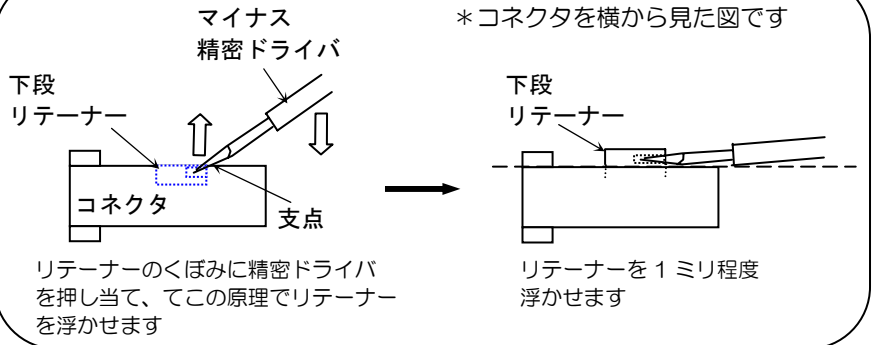 ＊コネクタを横から見た図です
マイナス
精密ドライバ
下段
リテーナー
コネクタ
支点
リテーナーのくぼみに精密ドライバ
を押し当て、てこの原理でリテーナー
を浮かせます
下段
リテーナー
リテーナーを 1 ミリ程度
浮かせます